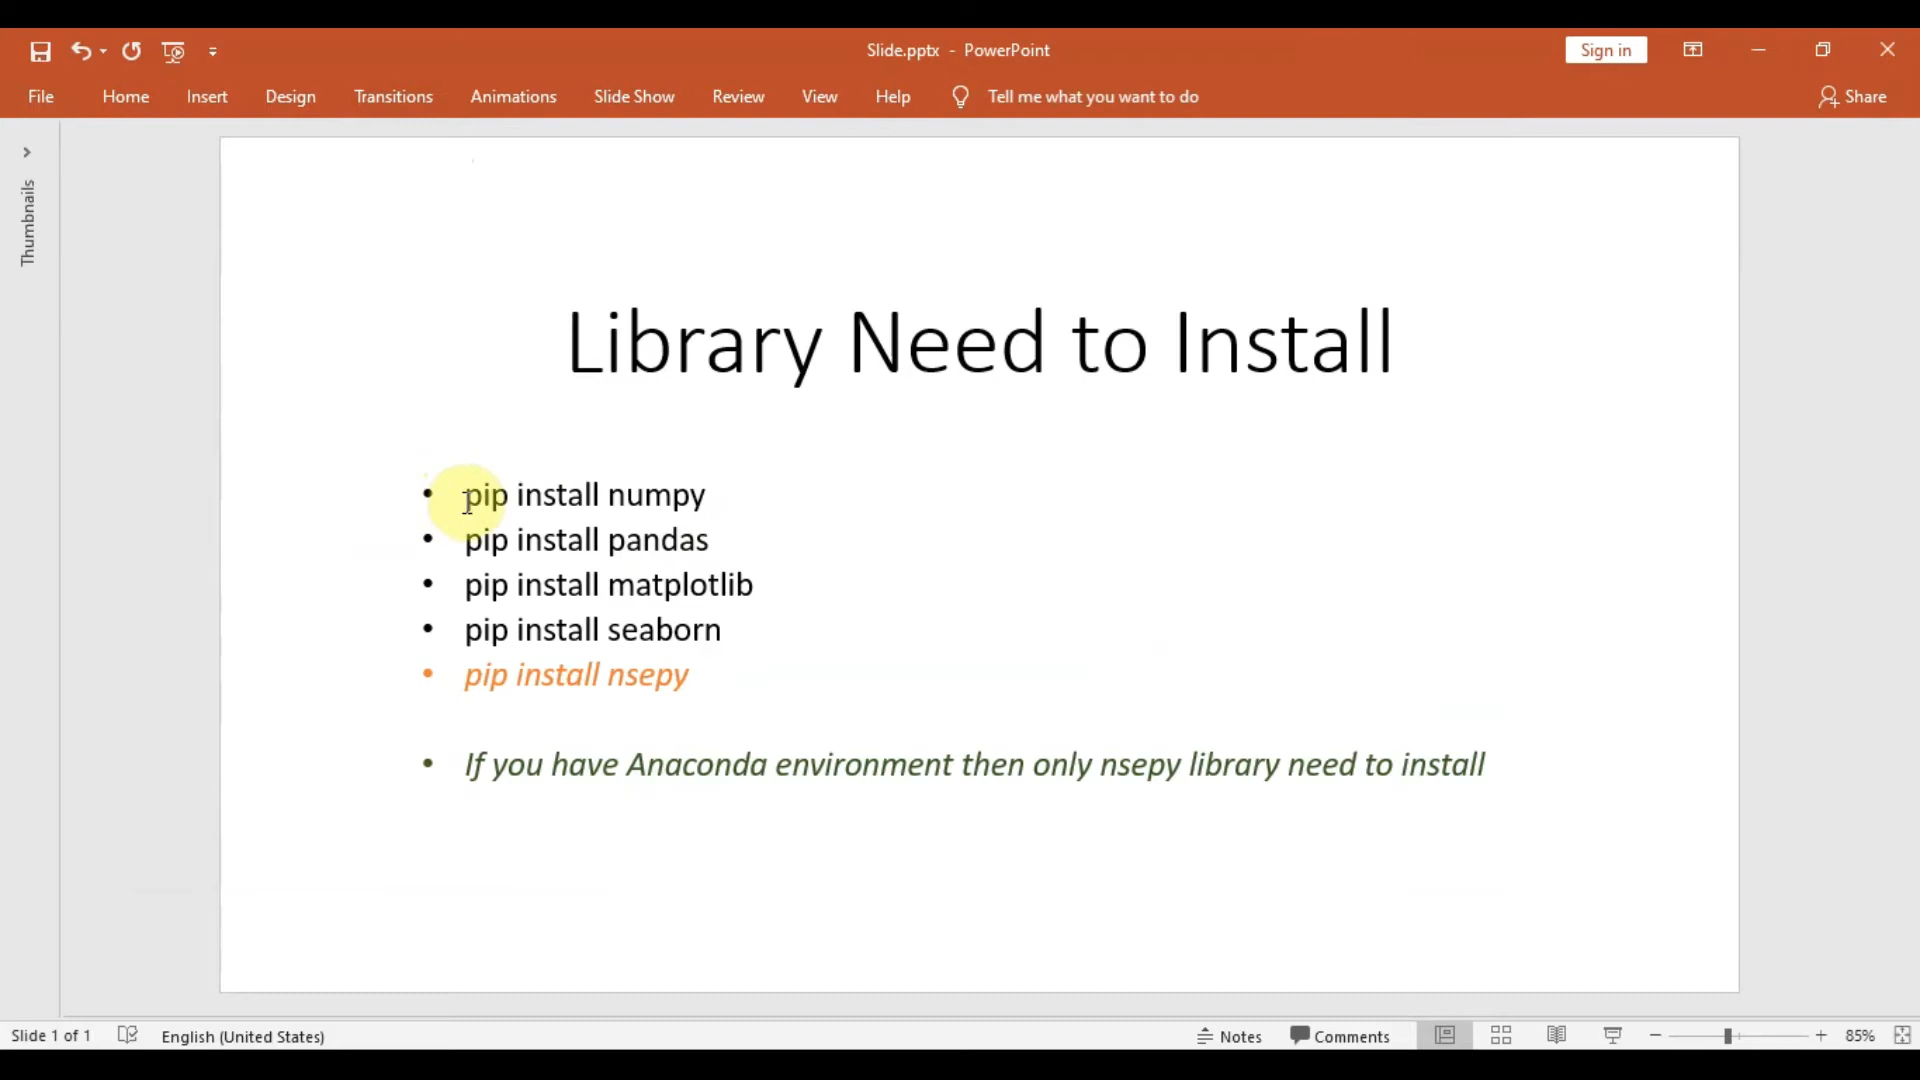 Slide.pptx - PowerPoint
Sign in
File Home Insert Design Transitions Animations Slide Show Review View Help Tell me what you want to do Share
Thumbnails
Library Need to Install
• pip install numpy
• pip install pandas
• pip install matplotlib
• pip install seaborn
• pip install nsepy
• If you have Anaconda environment then only nsepy library need to install
Slide 1 of 1 English (United States) Notes Comments 85%